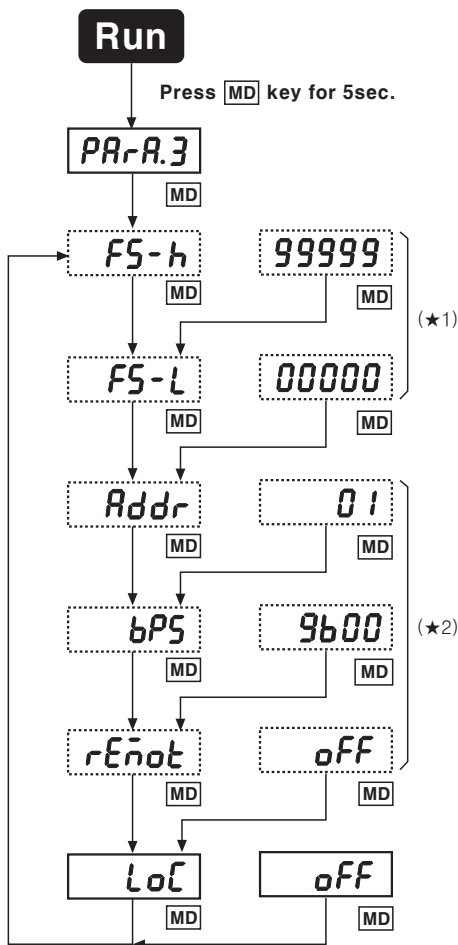 Run
Press MD key for 5sec.
PArA.3
MD
FS-h 99999
MD MD
(★1)
FS-L 00000
MD MD
Addr 01
MD MD
bPS 9600
(★2)
MD MD
rEmot oFF
MD MD
LoC oFF
MD MD